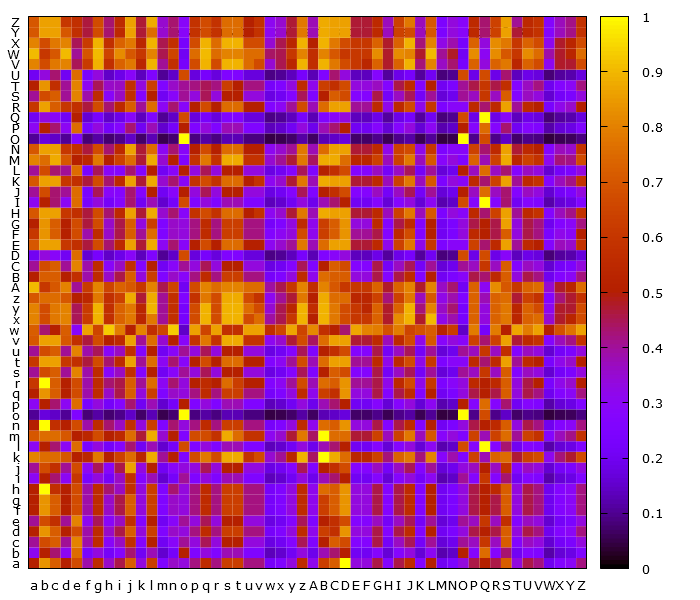 Z
Y
X
W
V
U
T
S
R
Q
P
O
N
M
L
K
J
I
H
G
F
E
D
C
B
A
z
y
x
w
v
u
t
s
r
q
p
o
n
m
l
k
j
i
h
g
f
e
d
c
b
a
a b c d e f g h i j k l m n o p q r s t u v w x y z A B C D E F G H I J K L M N O P Q R S T U V W X Y Z
1
0.9
0.8
0.7
0.6
0.5
0.4
0.3
0.2
0.1
0